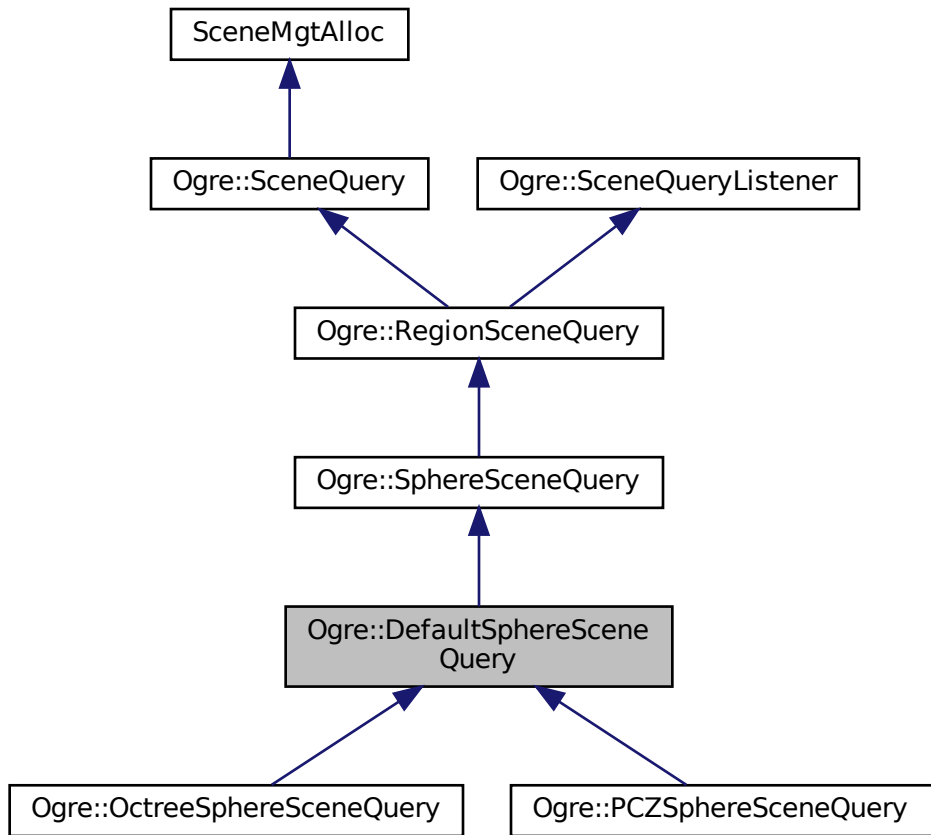 SceneMgtAlloc
Ogre::SceneQuery
Ogre::SceneQueryListener
Ogre::RegionSceneQuery
Ogre::SphereSceneQuery
Ogre::DefaultSphereScene
Query
Ogre::OctreeSphereSceneQuery
Ogre::PCZSphereSceneQuery